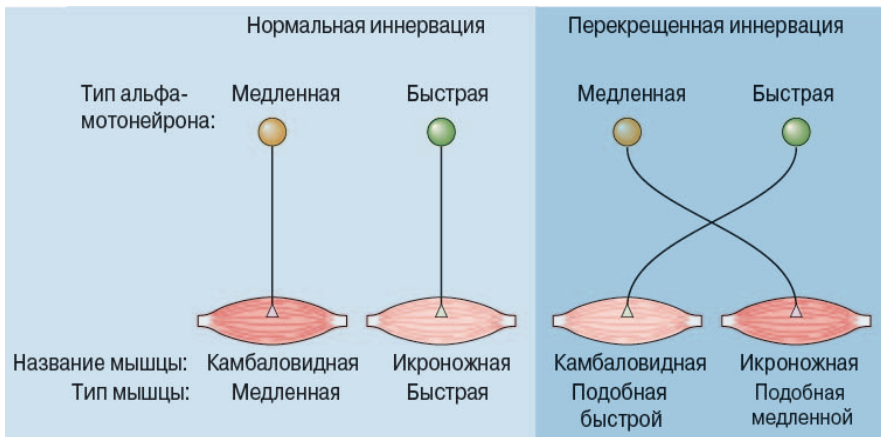 Нормальная иннервация
Перекрещенная иннервация
Тип альфа-
мотонейрона:
Медленная
Быстрая
Медленная
Быстрая
Название мышцы: Камбаловидная Икроножная Камбаловидная Икроножная
Тип мышцы: Медленная Быстрая Подобная быстрой Подобная медленной